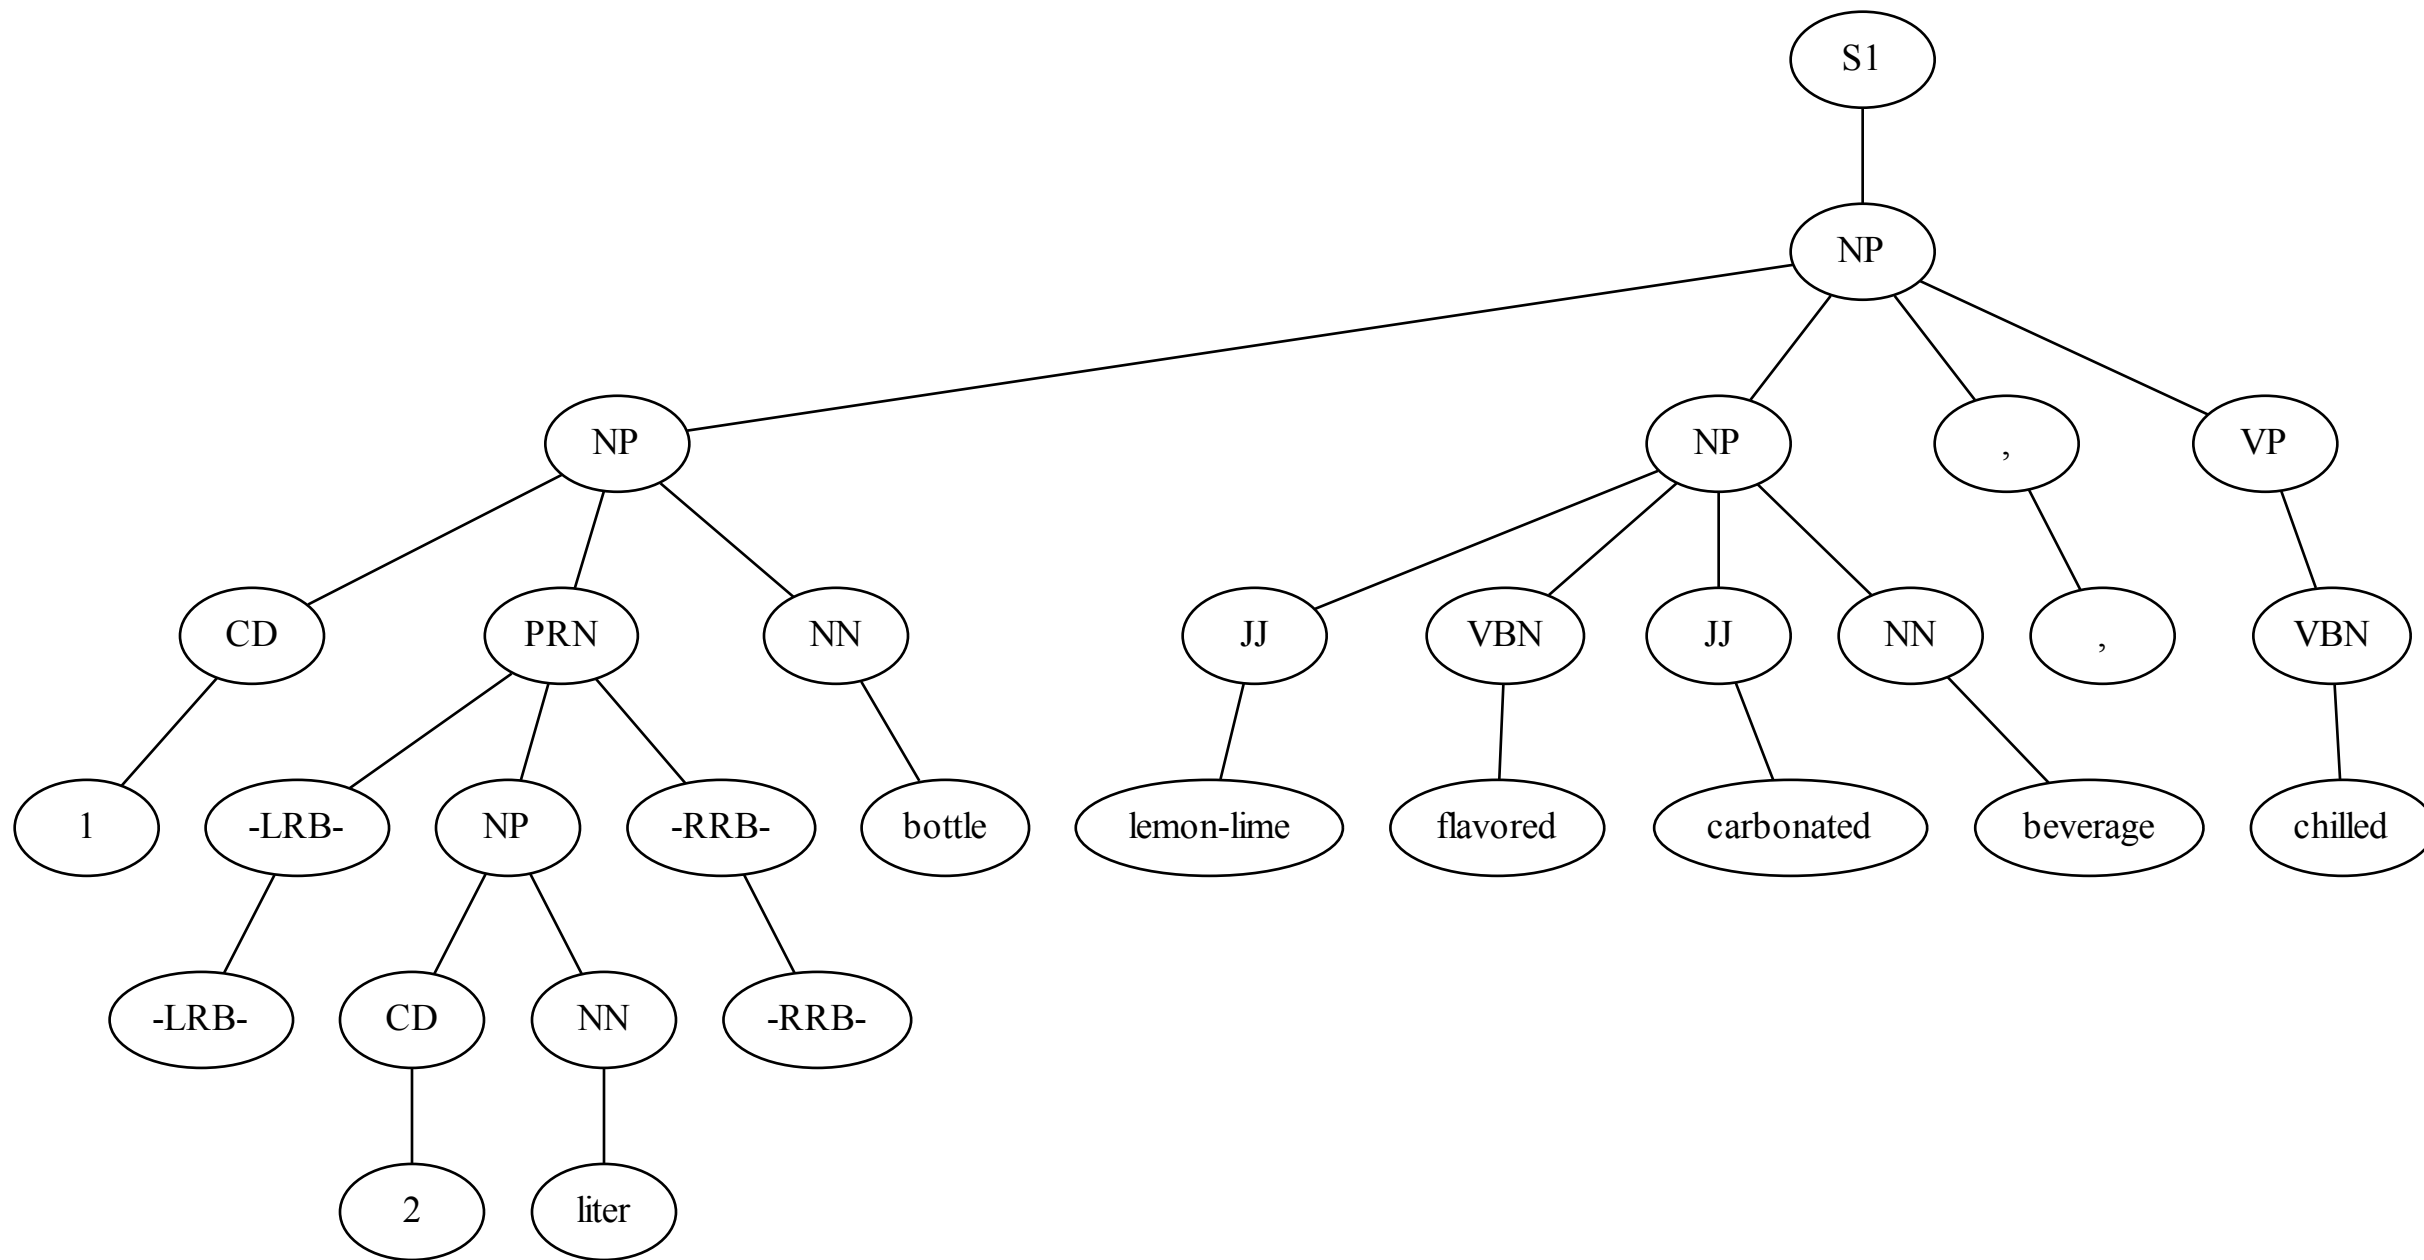 S1
NP
NP NP , VP
CD PRN NN JJ VBN JJ NN , VBN
1 -LRB- NP -RRB- bottle lemon-lime flavored carbonated beverage chilled
-LRB- CD NN -RRB-
2 liter